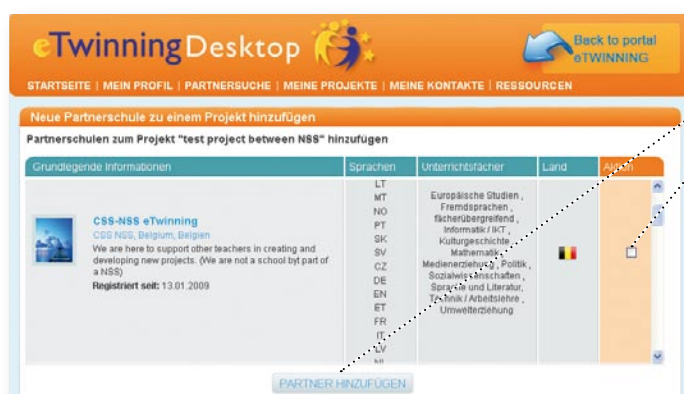 eTwinning Desktop
Back to portal
eTWINNING
STARTSEITE | MEIN PROFIL | PARTNERSUCHE | MEINE PROJEKTE | MEINE KONTAKTE | RESSOURCEN
Neue Partnerschule zu einem Projekt hinzufügen
Partnerschulen zum Projekt "test project between NSS" hinzufügen
Grundlegende Informationen
Sprachen
Unterrichtsfächer
Land
Aktion
CSS-NSS eTwinning
CSS NSS, Belgium, Belgien
We are here to support other teachers in creating and
developing new projects. (We are not a school byt part of
a NSS)
Registriert seit: 13.01.2009
LT
MT
NO
PT
SK
SV
CZ
DE
EN
ET
FR
IT
LV
Europäische Studien ,
Fremdsprachen ,
fächerübergreifend ,
Informatik / IKT ,
Kulturgeschichte ,
Mathematik ,
Medienerziehung , Politik ,
Sozialwissenschaften ,
Sprache und Literatur,
Technik / Arbeitslehre ,
Umwelterziehung
PARTNER HINZUFÜGEN